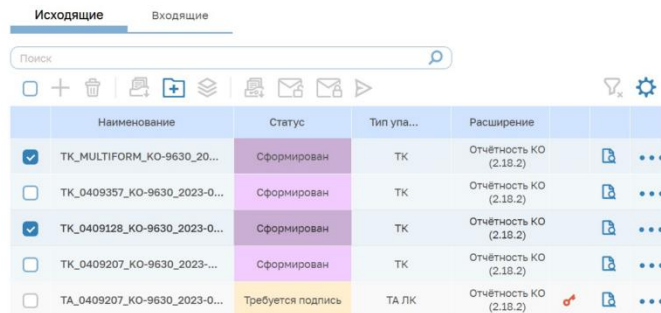 Исходящие Входящие
Поиск
Наименование Статус Тип упа... Расширение
TK_MULTIFORM_KO-9630_20... Сформирован ТК Отчётность КО
(2.18.2)
TK_0409357_KO-9630_2023-0... Сформирован ТК Отчётность КО
(2.18.2)
TK_0409128_KO-9630_2023-0... Сформирован ТК Отчётность КО
(2.18.2)
TK_0409207_KO-9630_2023-... Сформирован ТК Отчётность КО
(2.18.2)
TA_0409207_KO-9630_2023-0... Требуется подпись ТА ЛК Отчётность КО
(2.18.2)